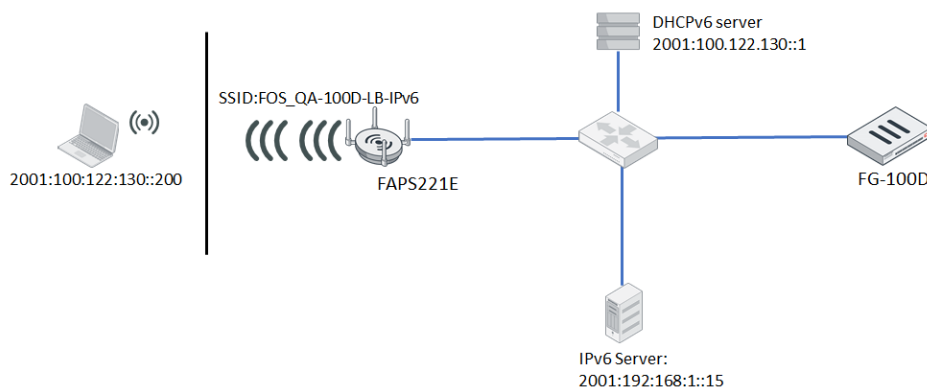 DHCPv6 server
2001:100.122.130::1
SSID:FOS_QA-100D-LB-IPv6
2001:100:122:130::200
FAPS221E
FG-100D
IPv6 Server:
2001:192:168:1::15